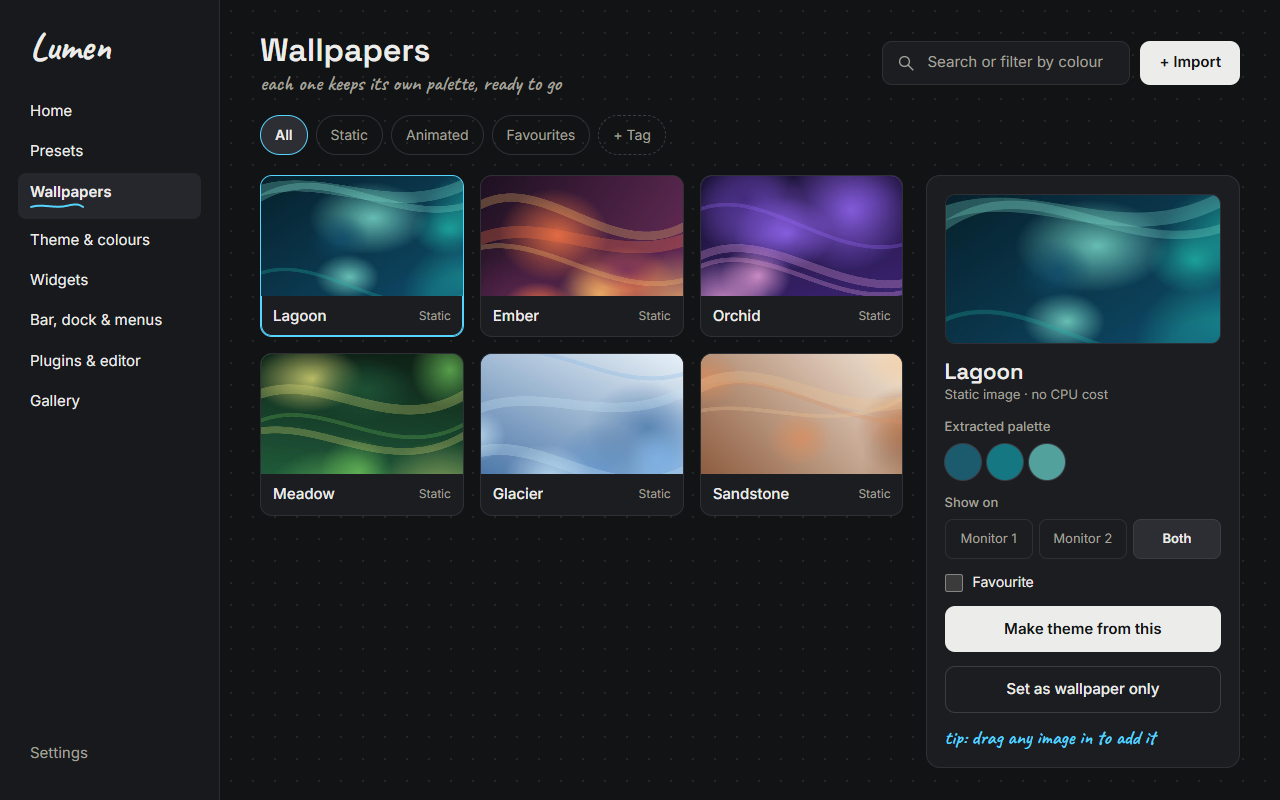 Lumen
Home
Presets
Wallpapers
Theme & colours
Widgets
Bar, dock & menus
Plugins & editor
Gallery
Settings
Wallpapers
each one keeps its own palette, ready to go
Search or filter by colour
+ Import
All
Static
Animated
Favourites
+ Tag
Lagoon
Static
Ember
Static
Orchid
Static
Meadow
Static
Glacier
Static
Sandstone
Static
Lagoon
Static image · no CPU cost
Extracted palette
Show on
Monitor 1
Monitor 2
Both
Favourite
Make theme from this
Set as wallpaper only
tip: drag any image in to add it